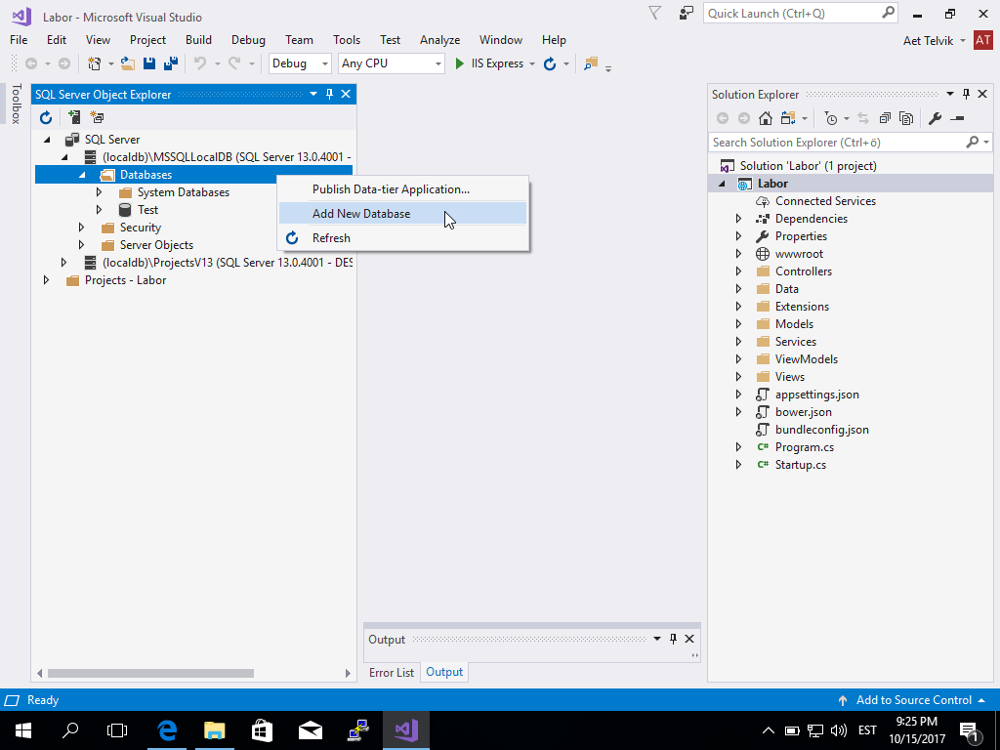 Labor - Microsoft Visual Studio
Quick Launch (Ctrl+Q)
File Edit View Project Build Debug Team Tools Test Analyze Window Help
Aet Telvik AT
Debug Any CPU IIS Express
Toolbox
SQL Server Object Explorer
SQL Server
(localdb)\MSSQLLocalDB (SQL Server 13.0.4001 -
Databases
System Databases
Test
Security
Server Objects
(localdb)\ProjectsV13 (SQL Server 13.0.4001 - DES
Projects - Labor
Publish Data-tier Application...
Add New Database
Refresh
Output
Error List Output
Solution Explorer
Search Solution Explorer (Ctrl+ö)
Solution 'Labor' (1 project)
Labor
Connected Services
Dependencies
Properties
wwwroot
Controllers
Data
Extensions
Models
Services
ViewModels
Views
appsettings.json
bower.json
bundleconfig.json
C# Program.cs
C# Startup.cs
Ready
Add to Source Control
EST
9:25 PM
10/15/2017
1